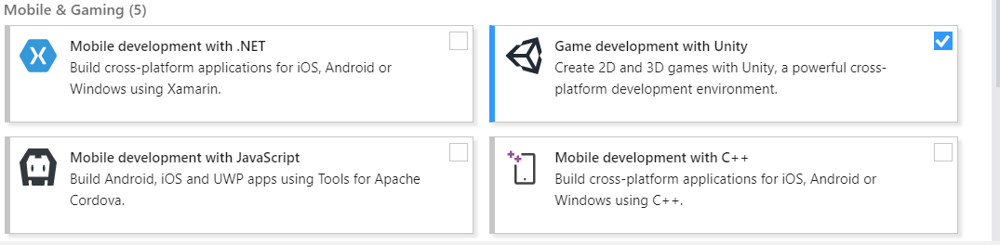 Mobile & Gaming (5)
Mobile development with .NET
Build cross-platform applications for iOS, Android or
Windows using Xamarin.
Game development with Unity
Create 2D and 3D games with Unity, a powerful cross-
platform development environment.
Mobile development with JavaScript
Build Android, iOS and UWP apps using Tools for Apache
Cordova.
Mobile development with C++
Build cross-platform applications for iOS, Android or
Windows using C++.